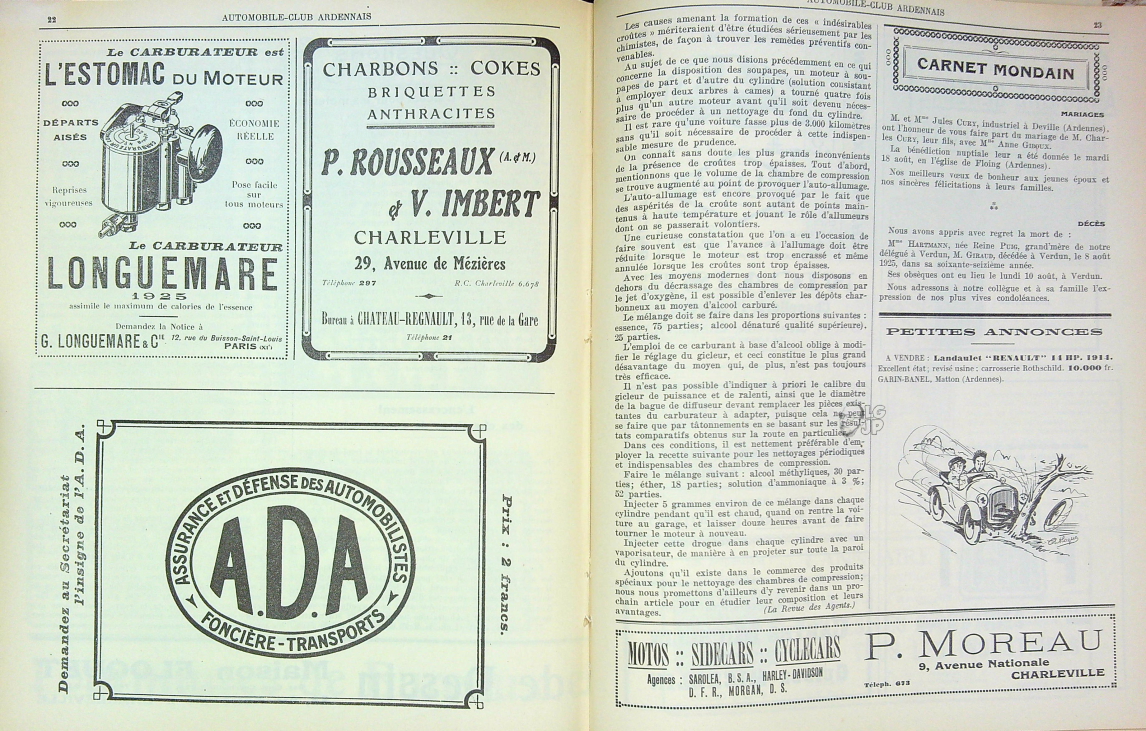 22
AUTOMOBILE-CLUB ARDENNAIS
Le CARBURATEUR est
L'ESTOMAC DU MOTEUR
DÉPARTS
AISÉS
ÉCONOMIE
RÉELLE
Reprises
vigoureuses
Pose facile
sur
tous moteurs
Le CARBURATEUR
LONGUEMARE
1925
assimile le maximum de calories de l'essence
Demandez la Notice à
G. LONGUEMARE & Cie 12, rue du Buisson-Saint-Louis
PARIS (XIe)
CHARBONS :: COKES
BRIQUETTES
ANTHRACITES
P. ROUSSEAUX (A. & M.)
& V. IMBERT
CHARLEVILLE
29, Avenue de Mézières
Téléphone 297
R.C. Charleville 6.678
Bureau à CHATEAU-REGNAULT, 13, rue de la Gare
Téléphone 21
Demandez au Secrétariat
l'insigne de l'A.D.A.
ASSURANCE ET DÉFENSE DES AUTOMOBILISTES
A.D.A
FONCIÈRE-TRANSPORTS
Prix : 2 francs.
AUTOMOBILE-CLUB ARDENNAIS
23
Les causes amenant la formation de ces « indésirables
croûtes » mériteraient d'être étudiées sérieusement par les
chimistes, de façon à trouver les remèdes préventifs con-
venables.
Au sujet de ce que nous disions précédemment en ce qui
concerne la disposition des soupapes, un moteur à sou-
papes de part et d'autre du cylindre (solution consistant
à employer deux arbres à cames) a tourné quatre fois
plus qu'un autre moteur avant qu'il soit devenu néces-
saire de procéder à un nettoyage du fond du cylindre.
Il est rare qu'une voiture fasse plus de 3.000 kilomètres
sans qu'il soit nécessaire de procéder à cette indispen-
sable mesure de prudence.
On connaît sans doute les plus grands inconvénients
de la présence de croûtes trop épaisses. Tout d'abord,
mentionnons que le volume de la chambre de compression
se trouve augmenté au point de provoquer l'auto-allumage.
L'auto-allumage est encore provoqué par le fait que
des aspérités de la croûte sont autant de points main-
tenus à haute température et jouant le rôle d'allumeurs
dont on se passerait volontiers.
Une curieuse constatation que l'on a eu l'occasion de
faire souvent est que l'avance à l'allumage doit être
réduite lorsque le moteur est trop encrassé et même
annulée lorsque les croûtes sont trop épaisses.
Avec les moyens modernes dont nous disposons en
dehors du décrassage des chambres de compression par
le jet d'oxygène, il est possible d'enlever les dépôts char-
bonneux au moyen d'alcool carburé.
Le mélange doit se faire dans les proportions suivantes :
essence, 75 parties; alcool dénaturé qualité supérieure).
25 parties.
L'emploi de ce carburant à base d'alcool oblige à modi-
fier le réglage du gicleur, et ceci constitue le plus grand
désavantage du moyen qui, de plus, n'est pas toujours
très efficace.
Il n'est pas possible d'indiquer à priori le calibre du
gicleur de puissance et de ralenti, ainsi que le diamètre
de la bague de diffuseur devant remplacer les pièces exis-
tantes du carburateur à adapter, puisque cela ne peut
se faire que par tâtonnements en se basant sur les résul-
tats comparatifs obtenus sur la route en particulier.
Dans ces conditions, il est nettement préférable d'em-
ployer la recette suivante pour les nettoyages périodiques
et indispensables des chambres de compression.
Faire le mélange suivant : alcool méthyliques, 30 par-
ties; éther, 18 parties; solution d'ammoniaque à 3 %;
52 parties.
Injecter 5 grammes environ de ce mélange dans chaque
cylindre pendant qu'il est chaud, quand on rentre la voi-
ture au garage, et laisser douze heures avant de faire
tourner le moteur à nouveau.
Injecter cette drogue dans chaque cylindre avec un
vaporisateur, de manière à en projeter sur toute la paroi
du cylindre.
Ajoutons qu'il existe dans le commerce des produits
spéciaux pour le nettoyage des chambres de compression;
nous nous promettons d'ailleurs d'y revenir dans un pro-
chain article pour en étudier leur composition et leurs
avantages.
(La Revue des Agents.)
CARNET MONDAIN
MARIAGES
M. et Mme Jules CURY, industriel à Deville (Ardennes),
ont l'honneur de vous faire part du mariage de M. Char-
les CURY, leur fils, avec Mlle Anne
La bénédiction nuptiale leur a été donnée le mardi
18 août, en l'église de Floing (Ardennes).
Nos meilleurs vœux de bonheur aux jeunes époux et
nos sincères félicitations à leurs familles.
DÉCÈS
Nous avons appris avec regret la mort de :
Mme HARTMANN, née Reine PUIG, grand'mère de notre
délégué à Verdun, M. GIRAUD, décédée à Verdun, le 8 août
1925, dans sa soixante-seizième année.
Ses obsèques ont eu lieu le lundi 10 août, à Verdun.
Nous adressons à notre collègue et à sa famille l'ex-
pression de nos plus vives condoléances.
PETITES ANNONCES
A VENDRE : Landaulet "RENAULT" 14 HP. 1914.
Excellent état; revisé usine; carrosserie Rothschild. 10.000 fr.
GARIN-BANEL, Matton (Ardennes).
LG
JP
MOTOS :: SIDECARS :: CYCLECARS
Agences : SAROLEA, B.S.A., HARLEY-DAVIDSON
D.F.R., MORGAN, D.S.
P. MOREAU
9, Avenue Nationale
CHARLEVILLE
Téleph. 673